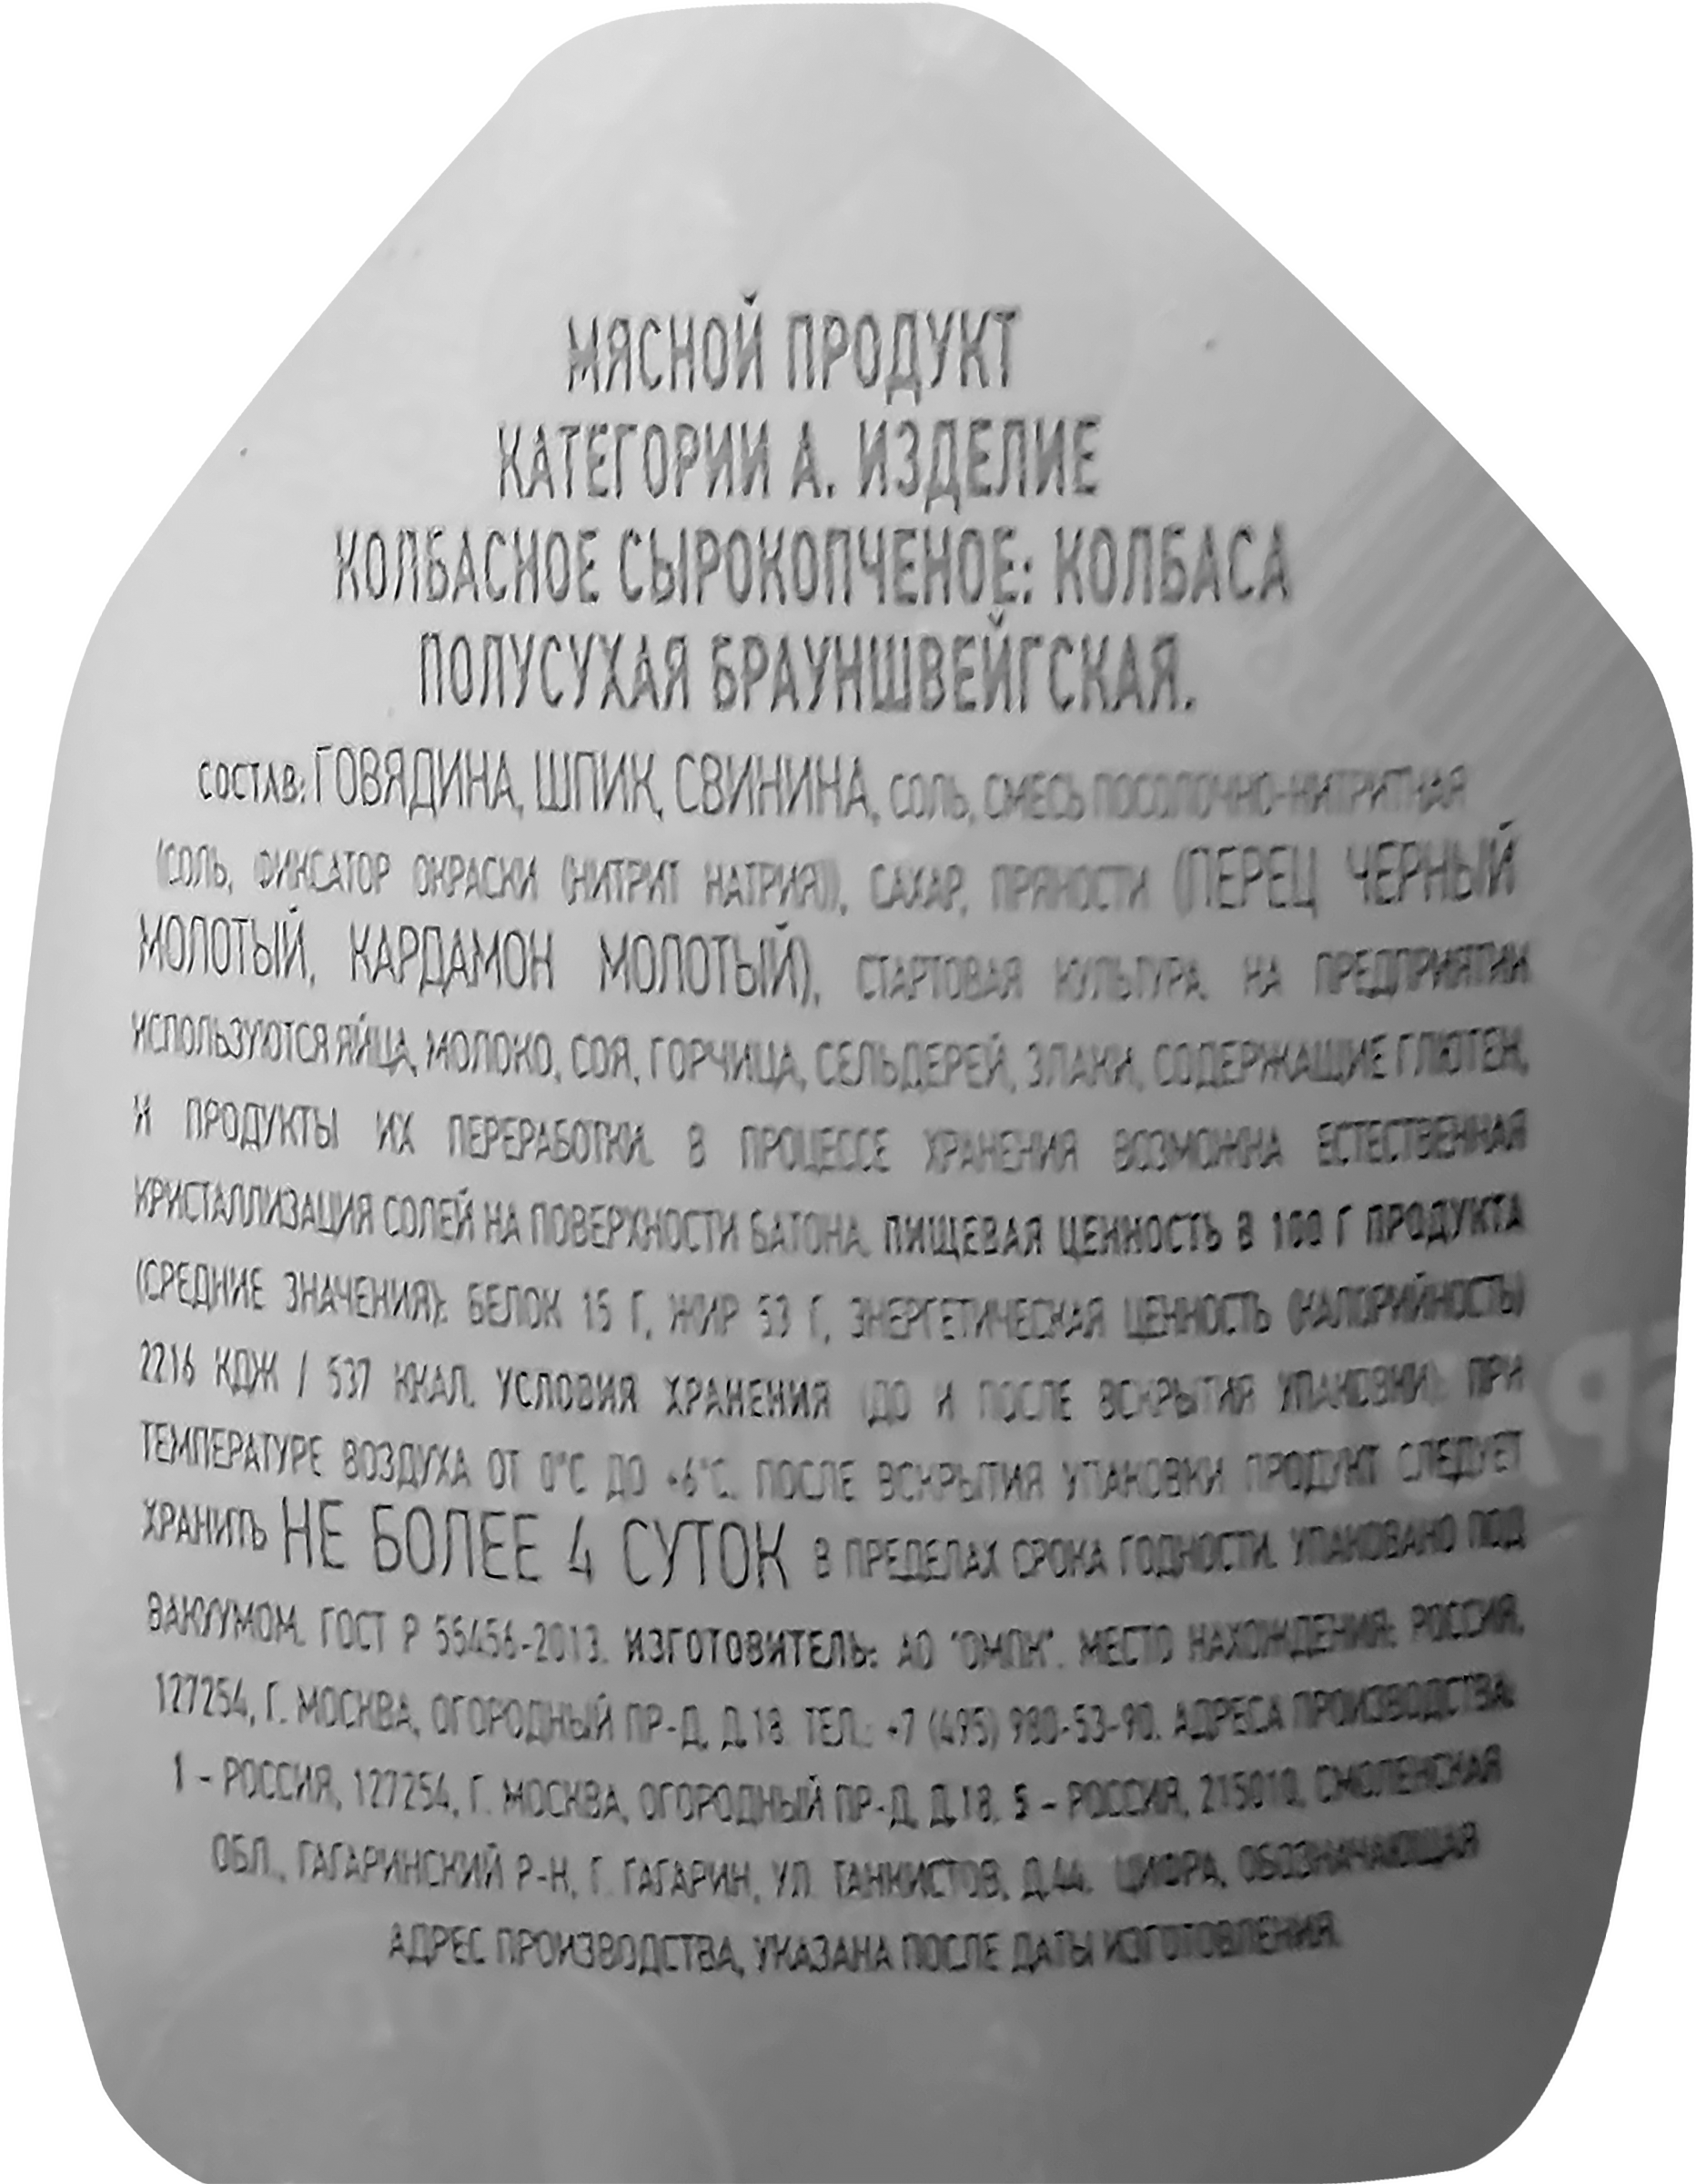 МЯСНОЙ ПРОДУКТ
КАТЕГОРИИ А. ИЗДЕЛИЕ
КОЛБАСНОЕ СЫРОКОПЧЕНОЕ: КОЛБАСА
ПОЛУСУХАЯ БРАУНШВЕЙГСКАЯ.
СОСТАВ: ГОВЯДИНА, ШПИК, СВИНИНА, СОЛЬ, СМЕСЬ ПОСОЛОЧНО-НИТРИТНАЯ
(СОЛЬ, ФИКСАТОР ОКРАСКИ (НИТРИТ НАТРИЯ)), САХАР, ПРЯНОСТИ (ПЕРЕЦ ЧЕРНЫЙ
МОЛОТЫЙ, КАРДАМОН МОЛОТЫЙ), СТАРТОВАЯ КУЛЬТУРА. НА ПРЕДПРИЯТИИ
ИСПОЛЬЗУЮТСЯ ЯЙЦА, МОЛОКО, СОЯ, ГОРЧИЦА, СЕЛЬДЕРЕЙ, ЗЛАКИ, СОДЕРЖАЩИЕ ГЛЮТЕН,
И ПРОДУКТЫ ИХ ПЕРЕРАБОТКИ. В ПРОЦЕССЕ ХРАНЕНИЯ ВОЗМОЖНА ЕСТЕСТВЕННАЯ
КРИСТАЛЛИЗАЦИЯ СОЛЕЙ НА ПОВЕРХНОСТИ БАТОНА. ПИЩЕВАЯ ЦЕННОСТЬ В 100 Г ПРОДУКТА
(СРЕДНИЕ ЗНАЧЕНИЯ): БЕЛОК 15 Г, ЖИР 53 Г, ЭНЕРГЕТИЧЕСКАЯ ЦЕННОСТЬ (КАЛОРИЙНОСТЬ)
2216 КДЖ / 537 ККАЛ. УСЛОВИЯ ХРАНЕНИЯ (ДО И ПОСЛЕ ВСКРЫТИЯ УПАКОВКИ): ПРИ
ТЕМПЕРАТУРЕ ВОЗДУХА ОТ 0°С ДО +6°С. ПОСЛЕ ВСКРЫТИЯ УПАКОВКИ ПРОДУКТ СЛЕДУЕТ
ХРАНИТЬ НЕ БОЛЕЕ 4 СУТОК В ПРЕДЕЛАХ СРОКА ГОДНОСТИ. УПАКОВАНО ПОД
ВАКУУМОМ. ГОСТ Р 55456-2013. ИЗГОТОВИТЕЛЬ: АО "ОМПК". МЕСТО НАХОЖДЕНИЯ: РОССИЯ,
127254, Г. МОСКВА, ОГОРОДНЫЙ ПР-Д, Д.18. ТЕЛ.: +7 (495) 980-53-90. АДРЕСА ПРОИЗВОДСТВА:
1 - РОССИЯ, 127254, Г. МОСКВА, ОГОРОДНЫЙ ПР-Д, Д.18. 5 - РОССИЯ, 215010, СМОЛЕНСКАЯ
ОБЛ., ГАГАРИНСКИЙ Р-Н, Г. ГАГАРИН, УЛ. ТАНКИСТОВ, Д.44. ЦИФРА, ОБОЗНАЧАЮЩАЯ
АДРЕС ПРОИЗВОДСТВА, УКАЗАНА ПОСЛЕ ДАТЫ ИЗГОТОВЛЕНИЯ.